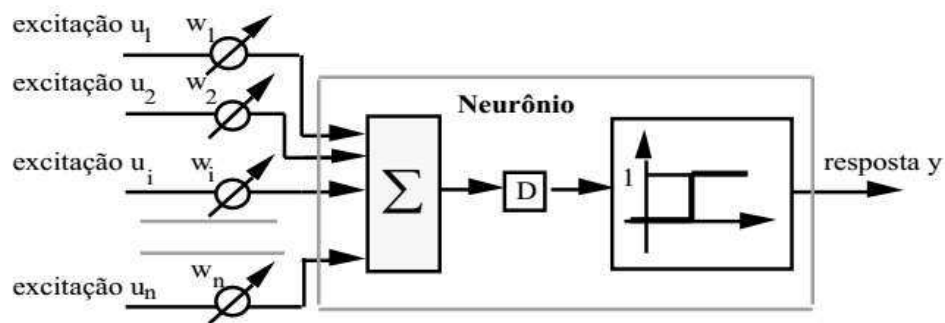 excitação u1 w1
excitação u2 w2
Neurônio
excitação ui wi
Σ
D
1
resposta y
excitação un wn